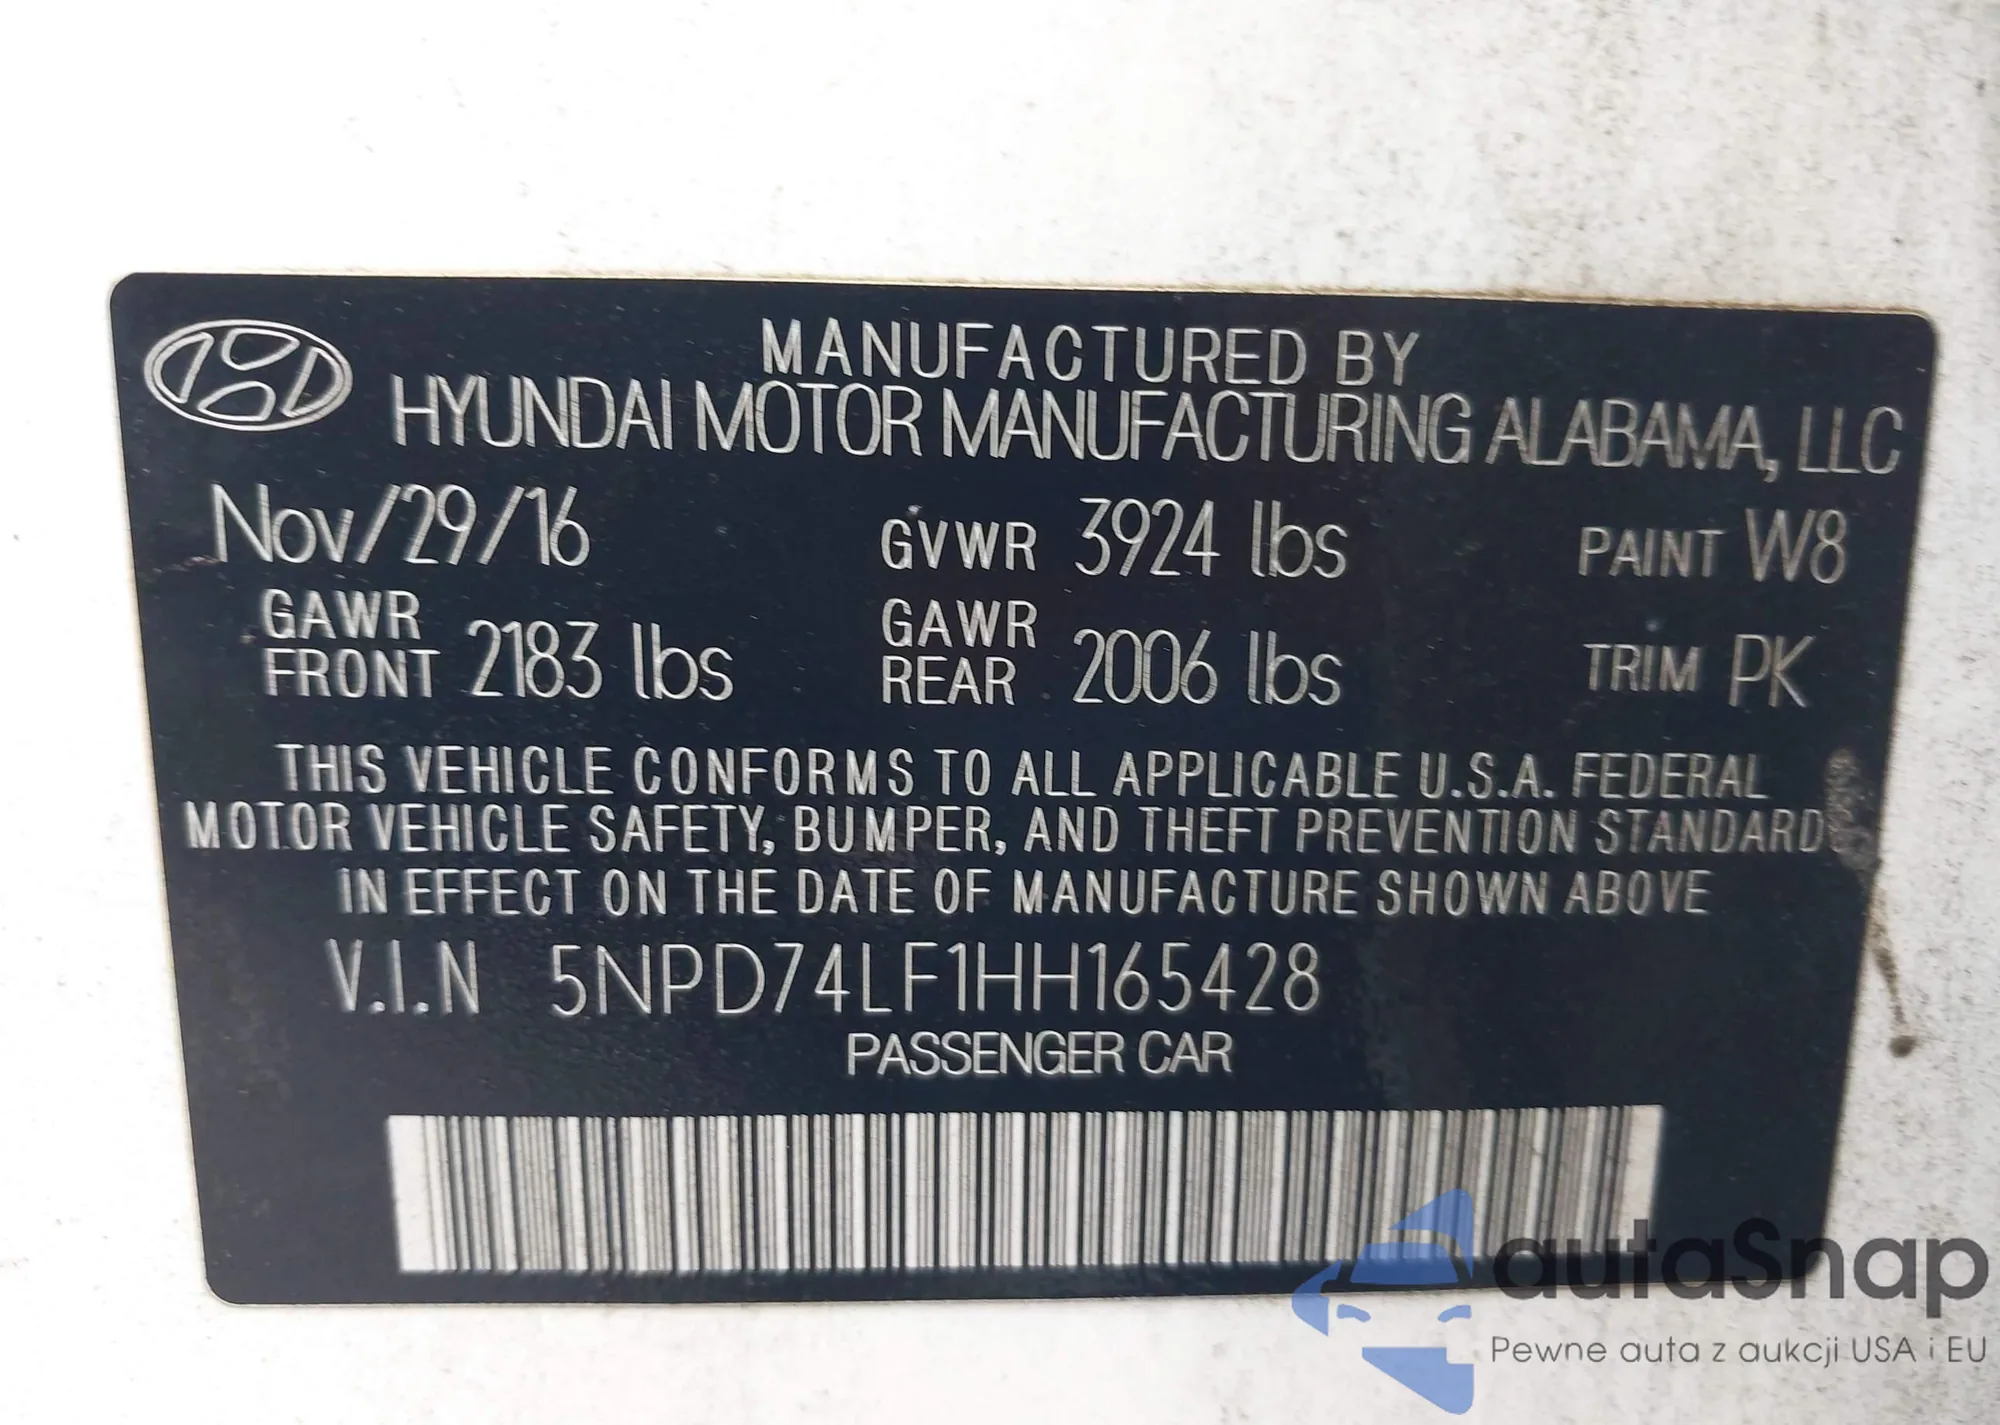 MANUFACTURED BY
HYUNDAI MOTOR MANUFACTURING ALABAMA, LLC
Nov/29/16 GVWR 3924 lbs PAINT W8
GAWR FRONT 2183 lbs GAWR REAR 2006 lbs TRIM PK
THIS VEHICLE CONFORMS TO ALL APPLICABLE U.S.A. FEDERAL
MOTOR VEHICLE SAFETY, BUMPER, AND THEFT PREVENTION STANDARD
IN EFFECT ON THE DATE OF MANUFACTURE SHOWN ABOVE
V.I.N 5NPD74LF1HH165428
PASSENGER CAR
autaSnap
Pewne auta z aukcji USA i EU